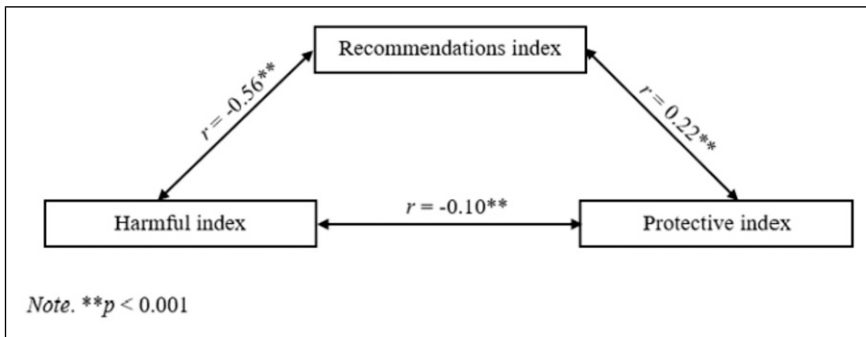 Recommendations index
r = -0.56**
r = 0.22**
r = -0.10**
Harmful index
Protective index
Note. **p < 0.001